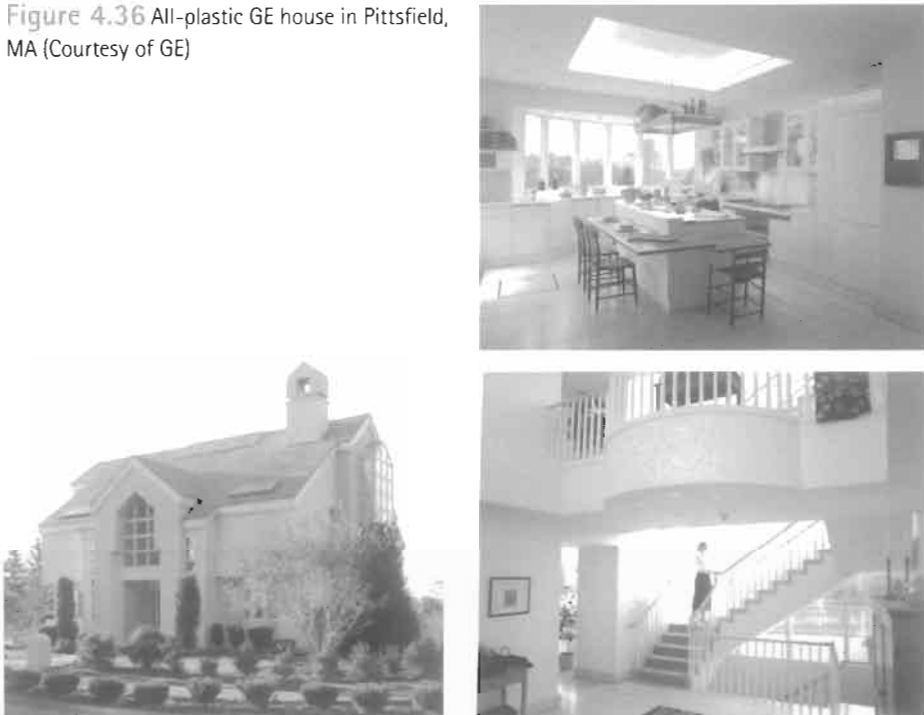 Figure 4.36 All-plastic GE house in Pittsfield,
MA (Courtesy of GE)